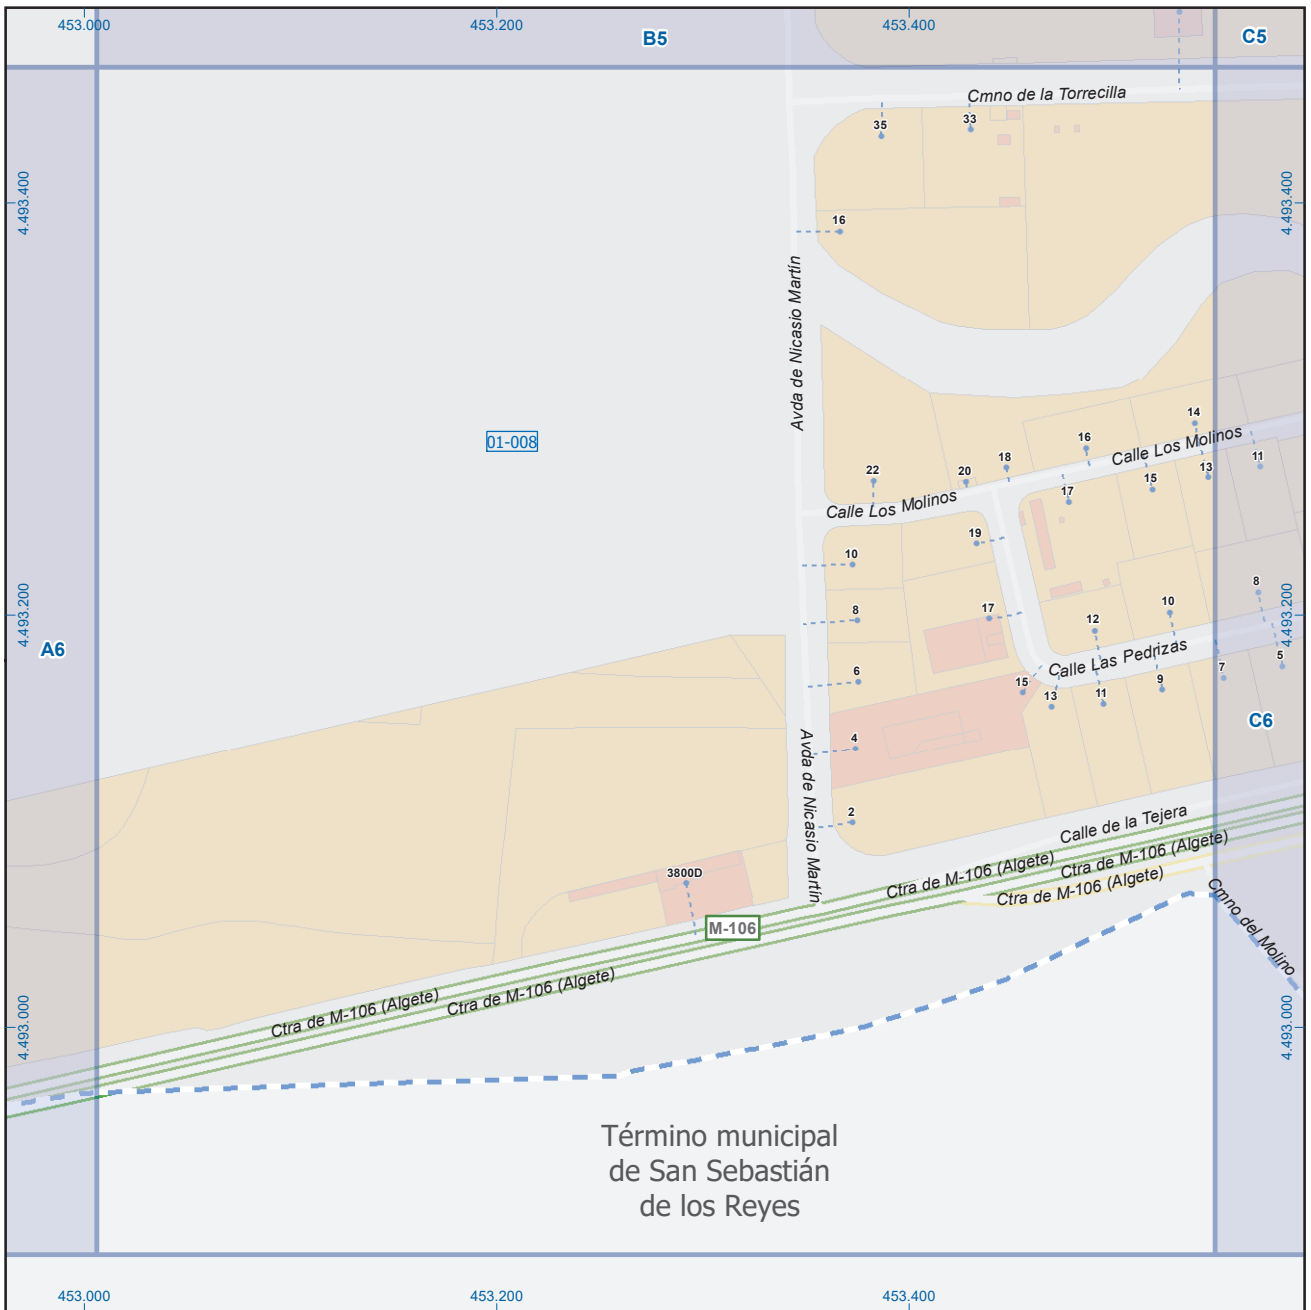 453.000
453.200
453.400
B5
C5
Cmno de la Torrecilla
35
33
4.493.400
4.493.400
16
Avda de Nicasio Martín
01-008
14
16
Calle Los Molinos
18
11
22
20
13
15
17
Calle Los Molinos
19
10
8
10
8
17
12
4.493.200
4.493.200
A6
Calle Las Pedrizas
5
6
15
7
9
13
11
C6
Avda de Nicasio Martín
4
2
Calle de la Tejera
Ctra de M-106 (Algete)
Ctra de M-106 (Algete)
3800D
Ctra de M-106 (Algete)
Cmno del Molino
M-106
Ctra de M-106 (Algete)
Ctra de M-106 (Algete)
4.493.000
4.493.000
Término municipal
de San Sebastián
de los Reyes
453.000
453.200
453.400